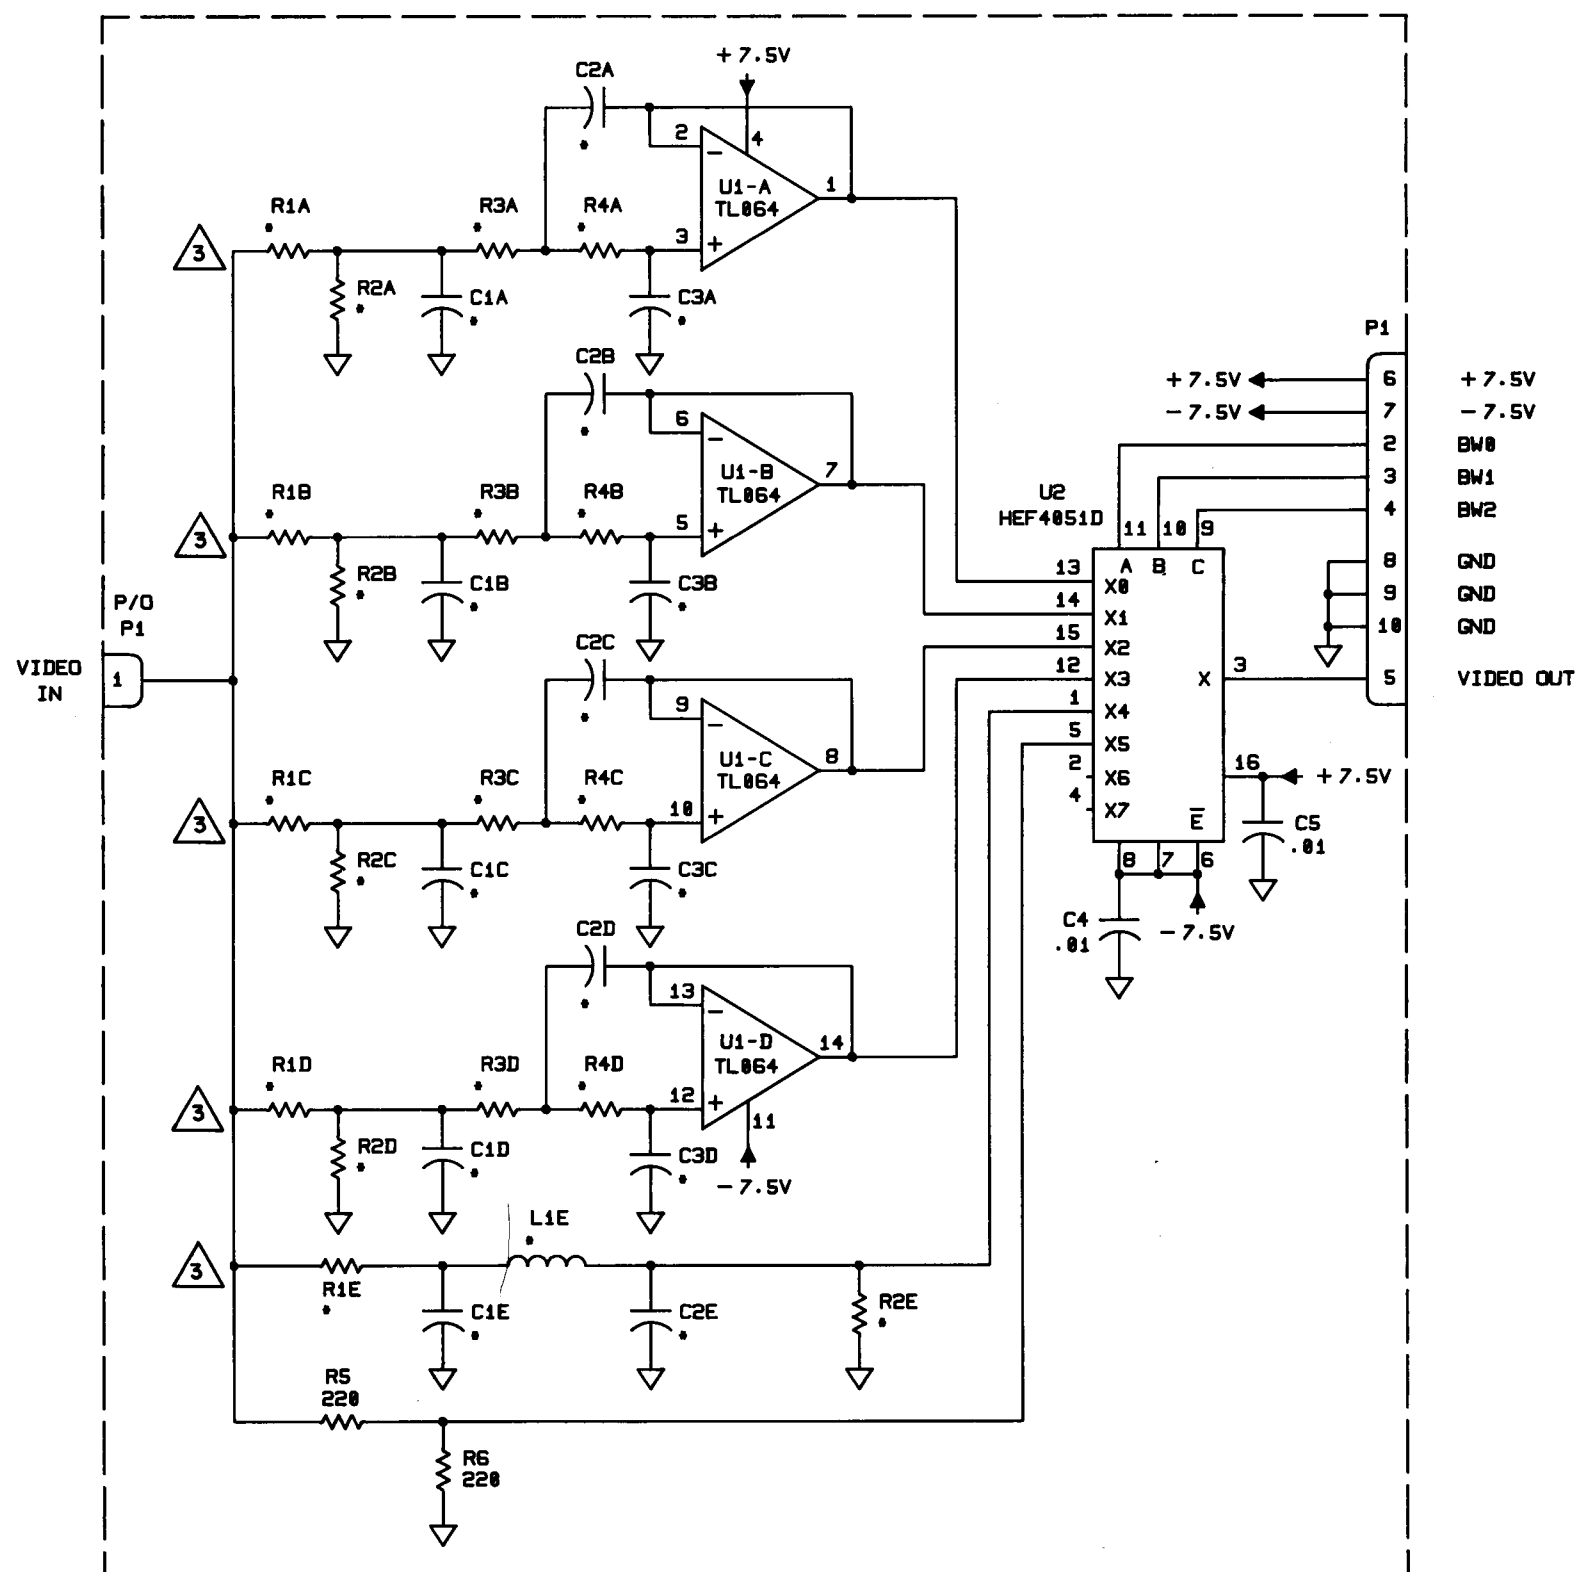 +7.5V
C2A
*
2
4
U1-A
TL064
1
R1A
*
R3A
*
R4A
*
3
3
R2A
*
C1A
*
C3A
*
C2B
*
6
U1-B
TL064
7
R1B
*
R3B
*
R4B
*
5
3
R2B
*
C1B
*
C3B
*
P/O
P1
VIDEO
IN
1
C2C
*
9
U1-C
TL064
8
R1C
*
R3C
*
R4C
*
10
3
R2C
*
C1C
*
C3C
*
C2D
*
13
U1-D
TL064
14
R1D
*
R3D
*
R4D
*
12
3
11
-7.5V
R2D
*
C1D
*
C3D
*
L1E
*
3
R1E
*
C1E
*
C2E
*
R2E
*
R5
220
R6
220
U2
HEF4051D
11 10 9
A B C
13 X0
14 X1
15 X2
12 X3
1 X4
5 X5
2 X6
4 X7
X 3
16 +7.5V
E
8 7 6
C5
.01
C4
.01
-7.5V
P1
+7.5V 6 +7.5V
-7.5V 7 -7.5V
2 BW0
3 BW1
4 BW2
8 GND
9 GND
10 GND
5 VIDEO OUT